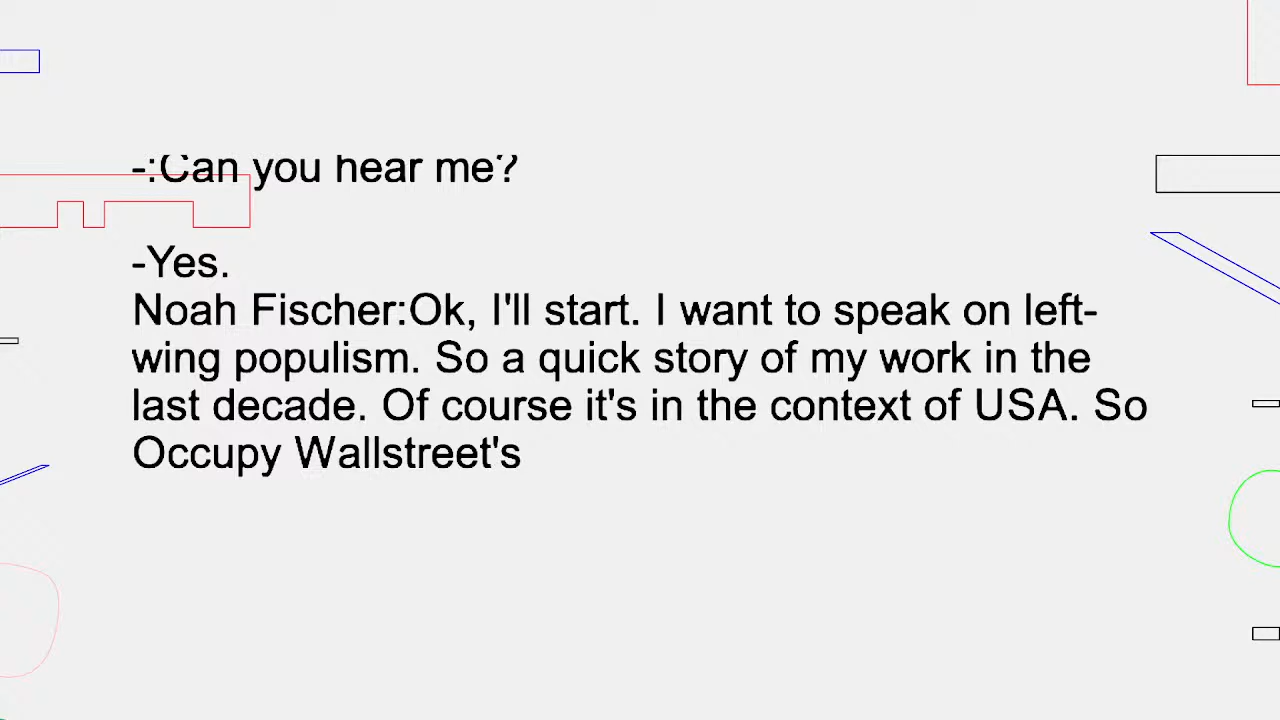 -:Can you hear me?
-Yes.
Noah Fischer:Ok, I'll start. I want to speak on left-
wing populism. So a quick story of my work in the
last decade. Of course it's in the context of USA. So
Occupy Wallstreet's